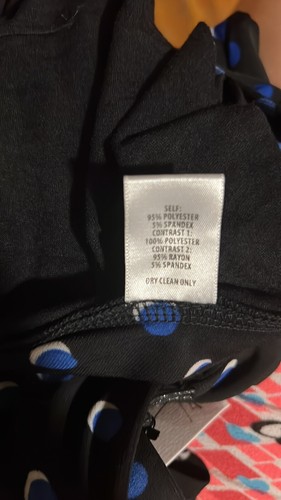 SELF:
95% POLYESTER
5% SPANDEX
CONTRAST 1:
100% POLYESTER
CONTRAST 2:
95% RAYON
5% SPANDEX
DRY CLEAN ONLY